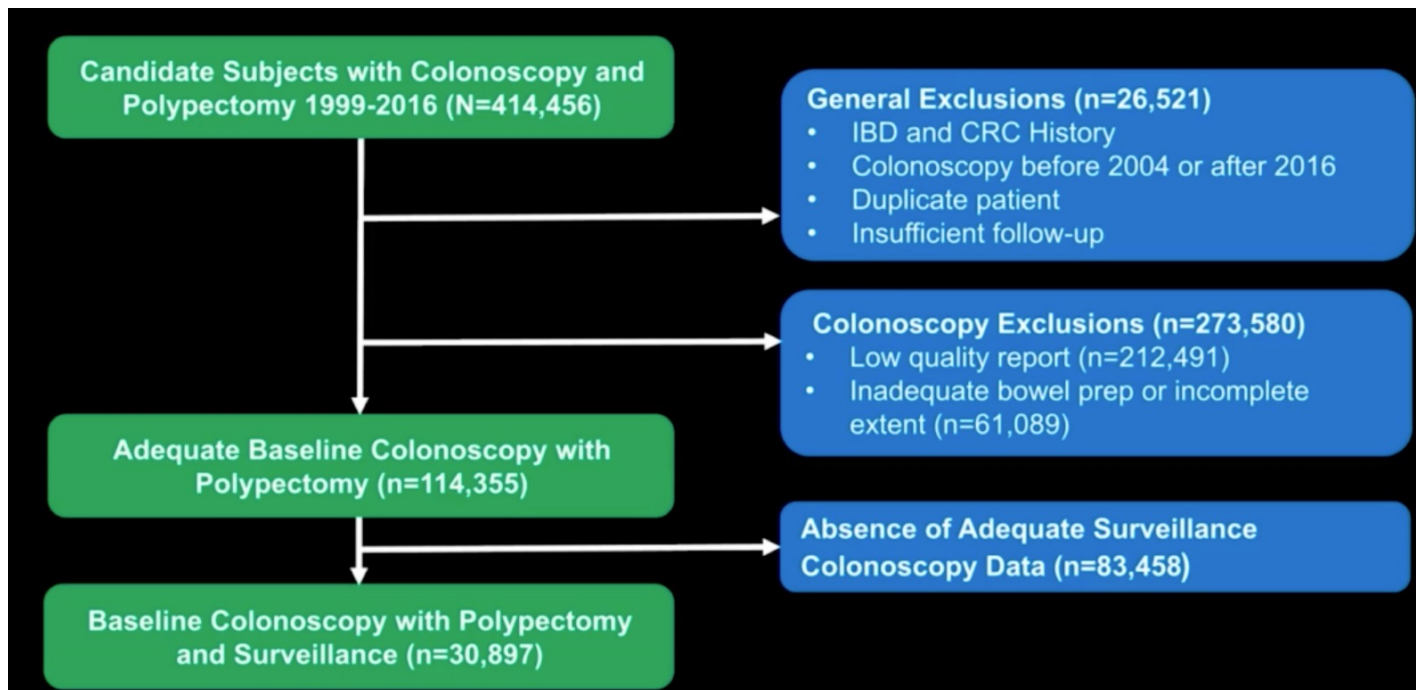 Candidate Subjects with Colonoscopy and
Polypectomy 1999-2016 (N=414,456)
General Exclusions (n=26,521)
• IBD and CRC History
• Colonoscopy before 2004 or after 2016
• Duplicate patient
• Insufficient follow-up
Colonoscopy Exclusions (n=273,580)
• Low quality report (n=212,491)
• Inadequate bowel prep or incomplete
extent (n=61,089)
Adequate Baseline Colonoscopy with
Polypectomy (n=114,355)
Absence of Adequate Surveillance
Colonoscopy Data (n=83,458)
Baseline Colonoscopy with Polypectomy
and Surveillance (n=30,897)